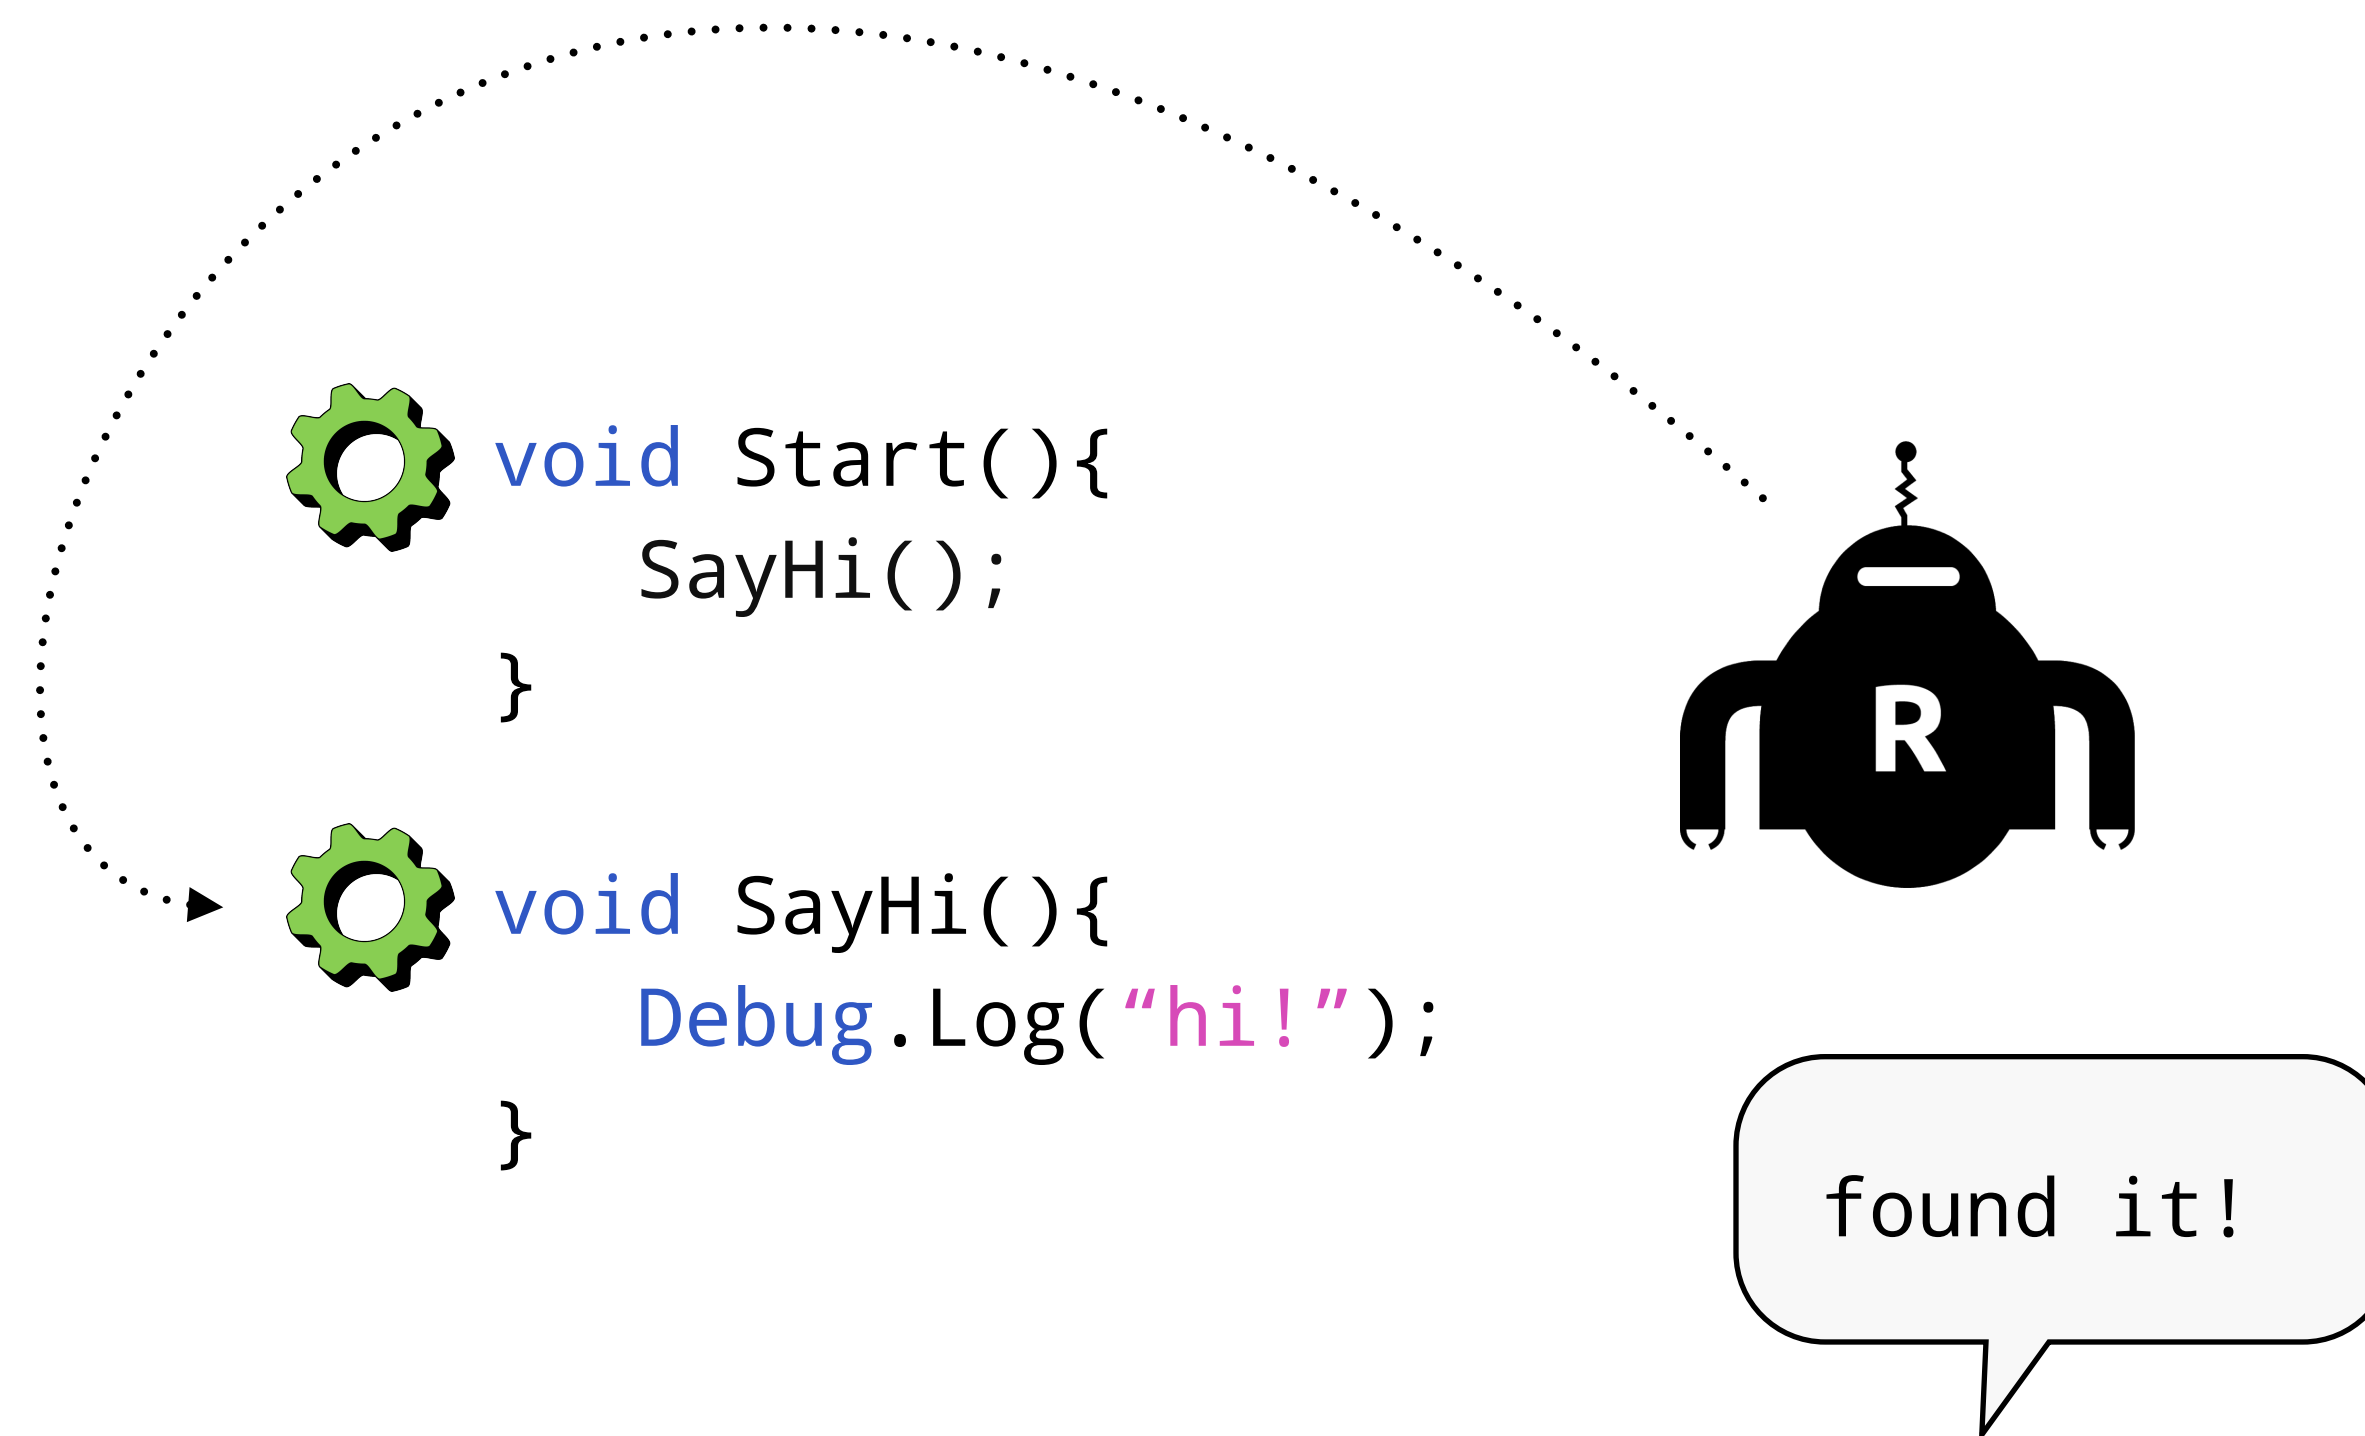 void Start(){
SayHi();
}
R
void SayHi(){
Debug.Log(“hi!”);
}
found it!